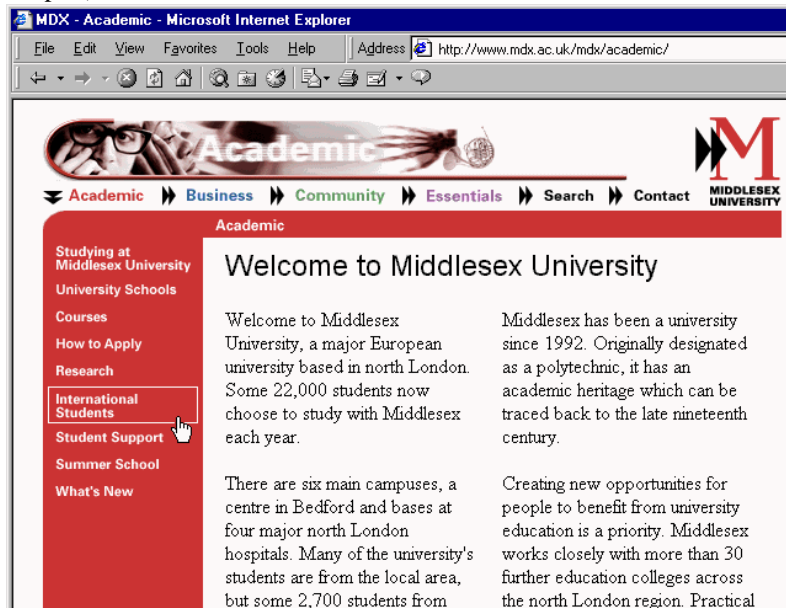 MDX - Academic - Microsoft Internet Explorer
File Edit View Favorites Tools Help Address http://www.mdx.ac.uk/mdx/academic/
Academic
MIDDLESEX
UNIVERSITY
Academic Business Community Essentials Search Contact
Academic
Studying at
Middlesex University
University Schools
Courses
How to Apply
Research
International
Students
Student Support
Summer School
What's New
Welcome to Middlesex University
Welcome to Middlesex
University, a major European
university based in north London.
Some 22,000 students now
choose to study with Middlesex
each year.
There are six main campuses, a
centre in Bedford and bases at
four major north London
hospitals. Many of the university's
students are from the local area,
but some 2,700 students from
Middlesex has been a university
since 1992. Originally designated
as a polytechnic, it has an
academic heritage which can be
traced back to the late nineteenth
century.
Creating new opportunities for
people to benefit from university
education is a priority. Middlesex
works closely with more than 30
further education colleges across
the north London region. Practical